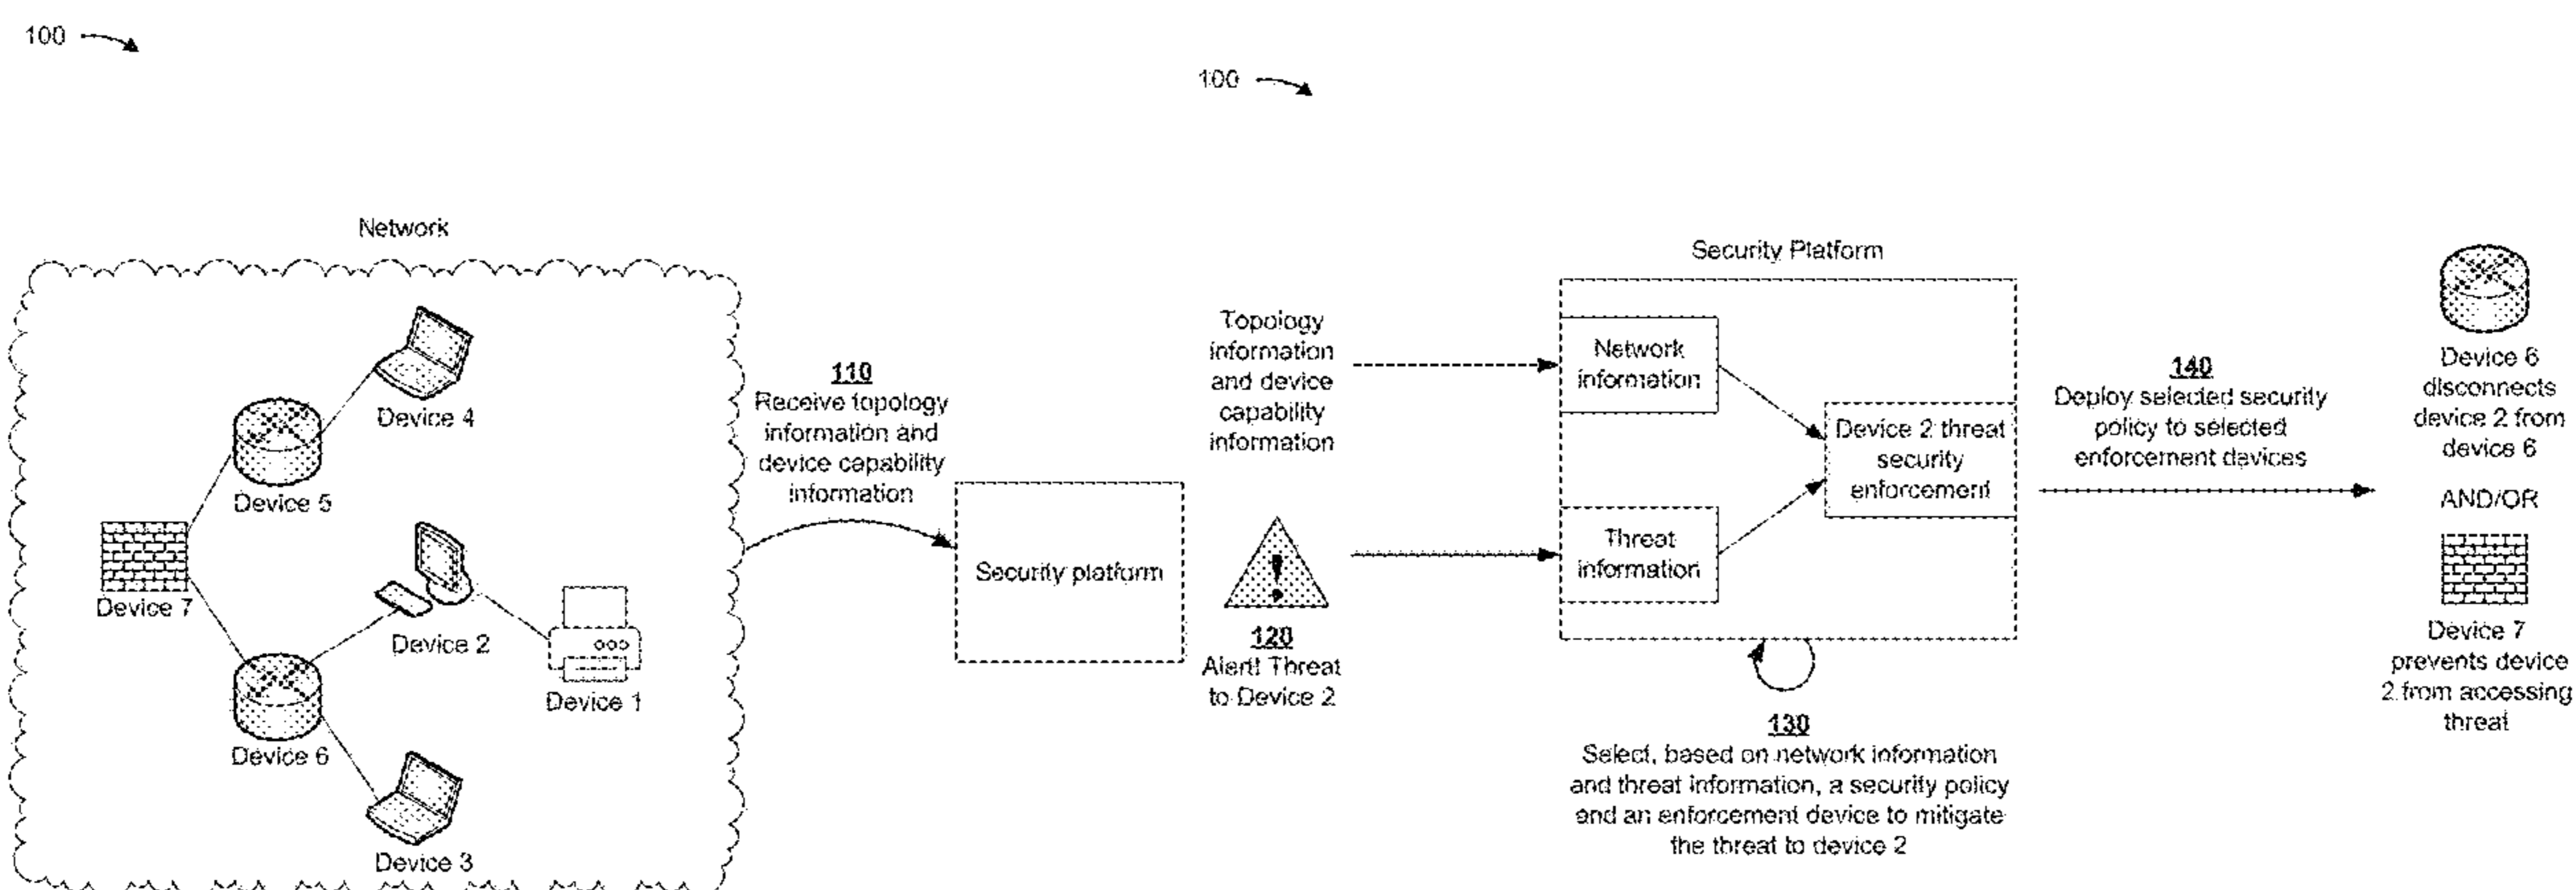 100
Network
Device 4
Device 5
Device 7
Device 2
Device 1
Device 6
Device 3
110
Receive topology
information and
device capability
information
Security platform
100
Topology
information
and device
capability
information
120
Alert! Threat
to Device 2
Security Platform
Network
information
Threat
information
Device 2 threat
security
enforcement
130
Select, based on network information
and threat information, a security policy
and an enforcement device to mitigate
the threat to device 2
140
Deploy selected security
policy to selected
enforcement devices
Device 6
disconnects
device 2 from
device 6
AND/OR
Device 7
prevents device
2 from accessing
threat